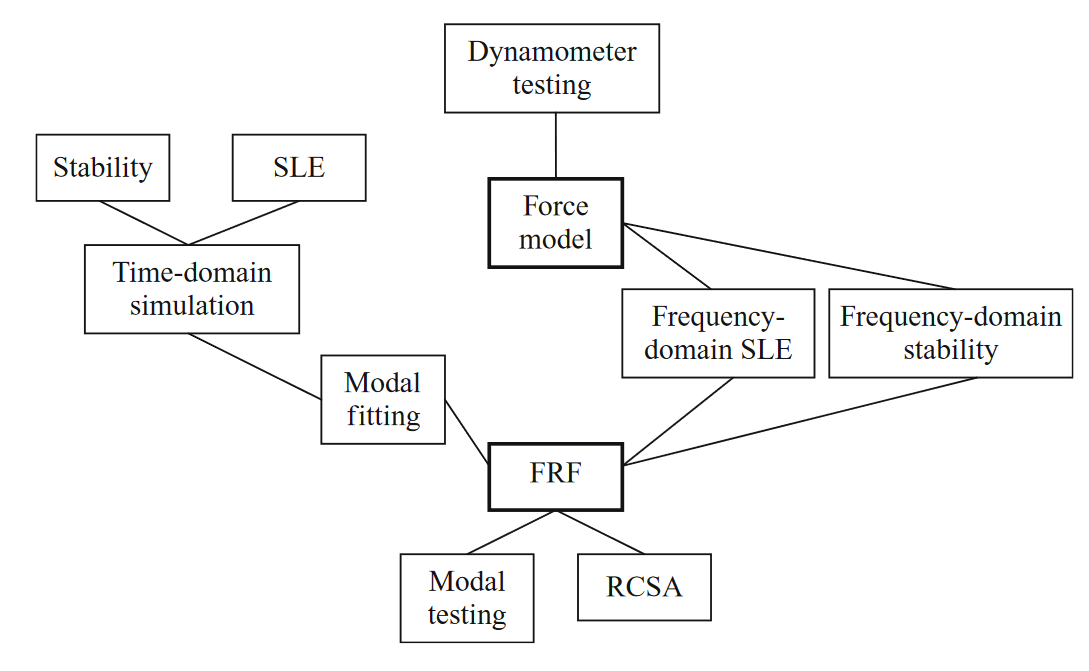 Dynamometer
testing
Stability
SLE
Force
model
Time-domain
simulation
Frequency-
domain SLE
Frequency-domain
stability
Modal
fitting
FRF
Modal
testing
RCSA